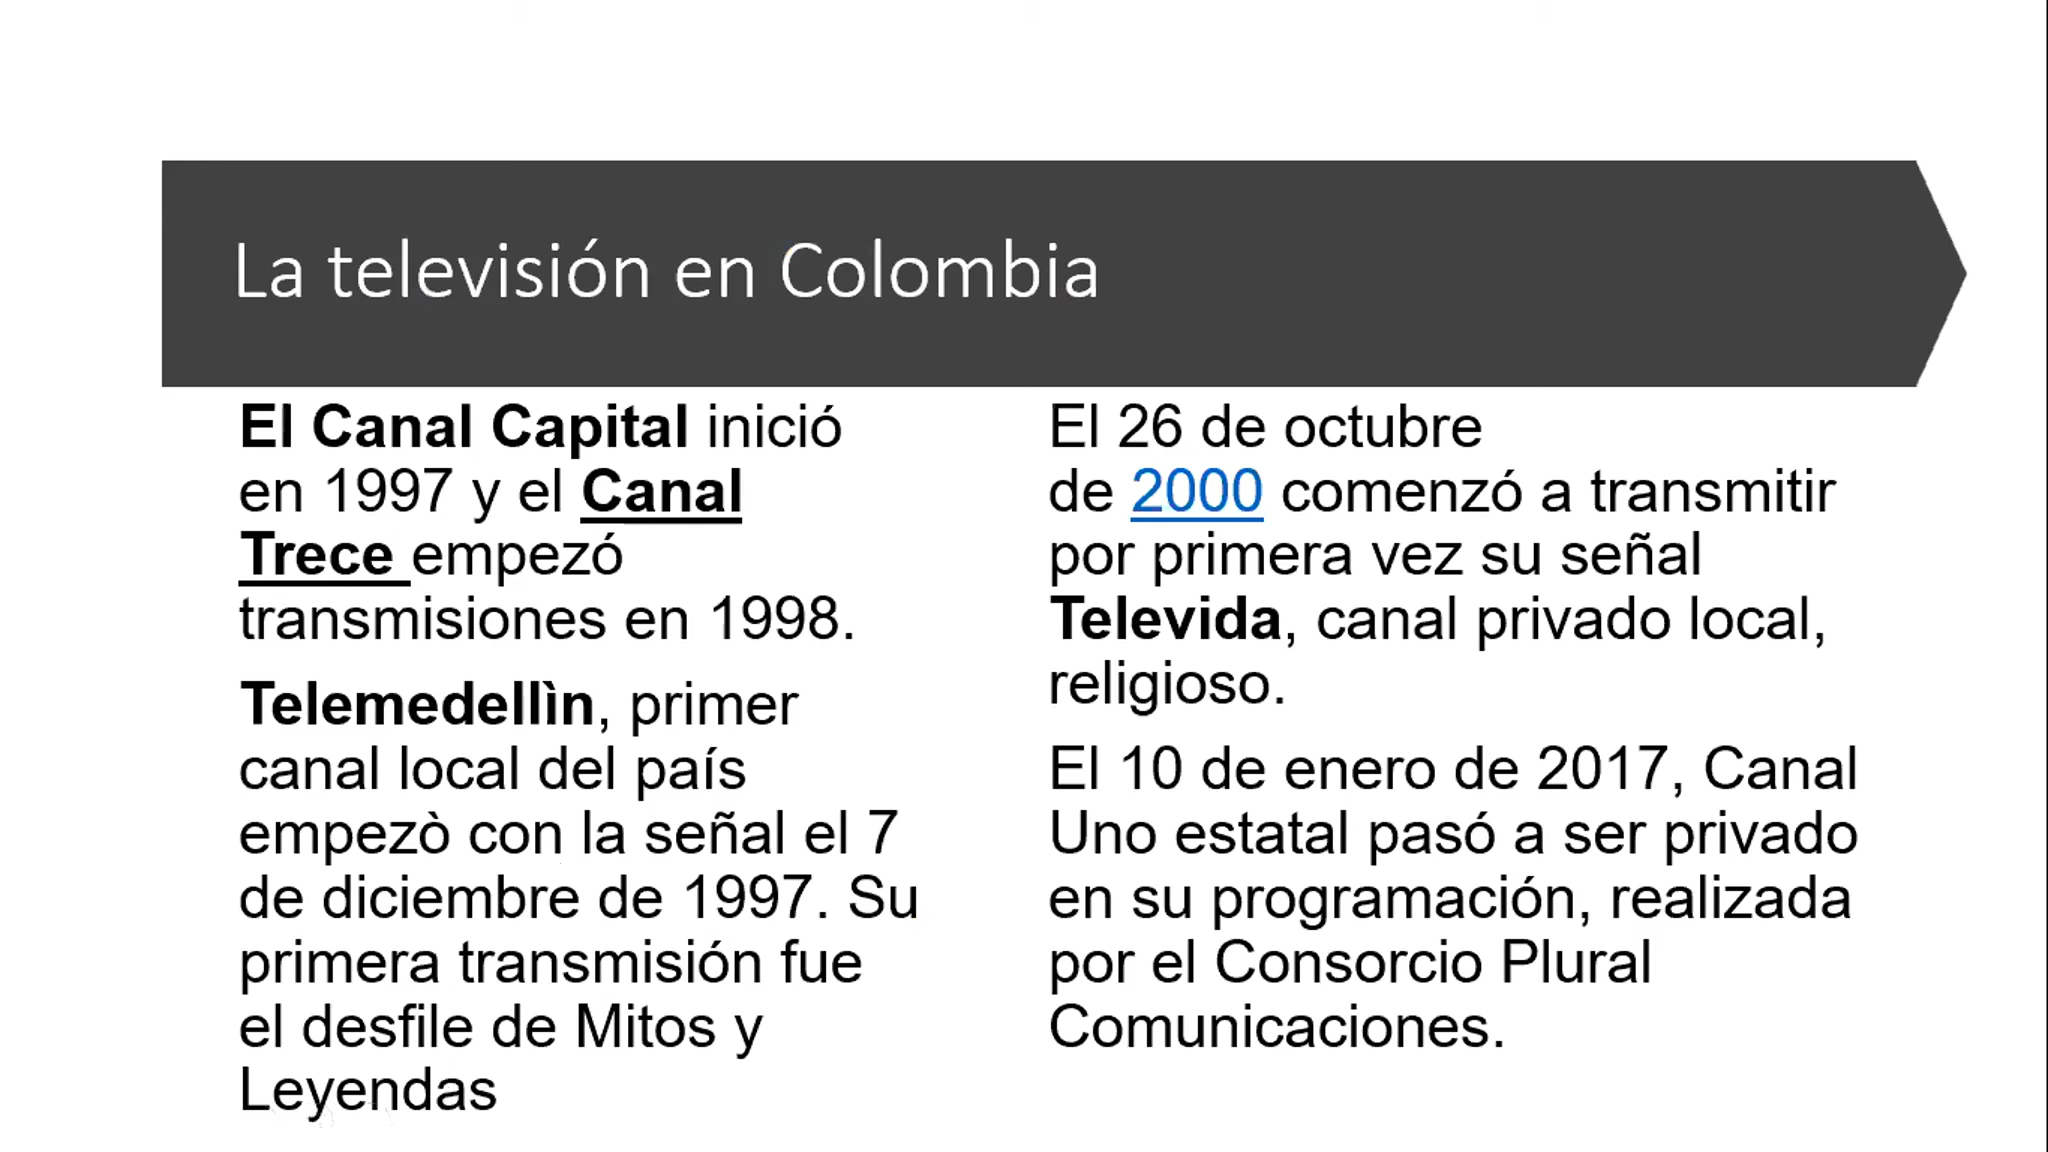 La televisión en Colombia
El Canal Capital inició
en 1997 y el Canal
Trece empezó
transmisiones en 1998.
Telemedellìn, primer
canal local del país
empezò con la señal el 7
de diciembre de 1997. Su
primera transmisión fue
el desfile de Mitos y
Leyendas
El 26 de octubre
de 2000 comenzó a transmitir
por primera vez su señal
Televida, canal privado local,
religioso.
El 10 de enero de 2017, Canal
Uno estatal pasó a ser privado
en su programación, realizada
por el Consorcio Plural
Comunicaciones.